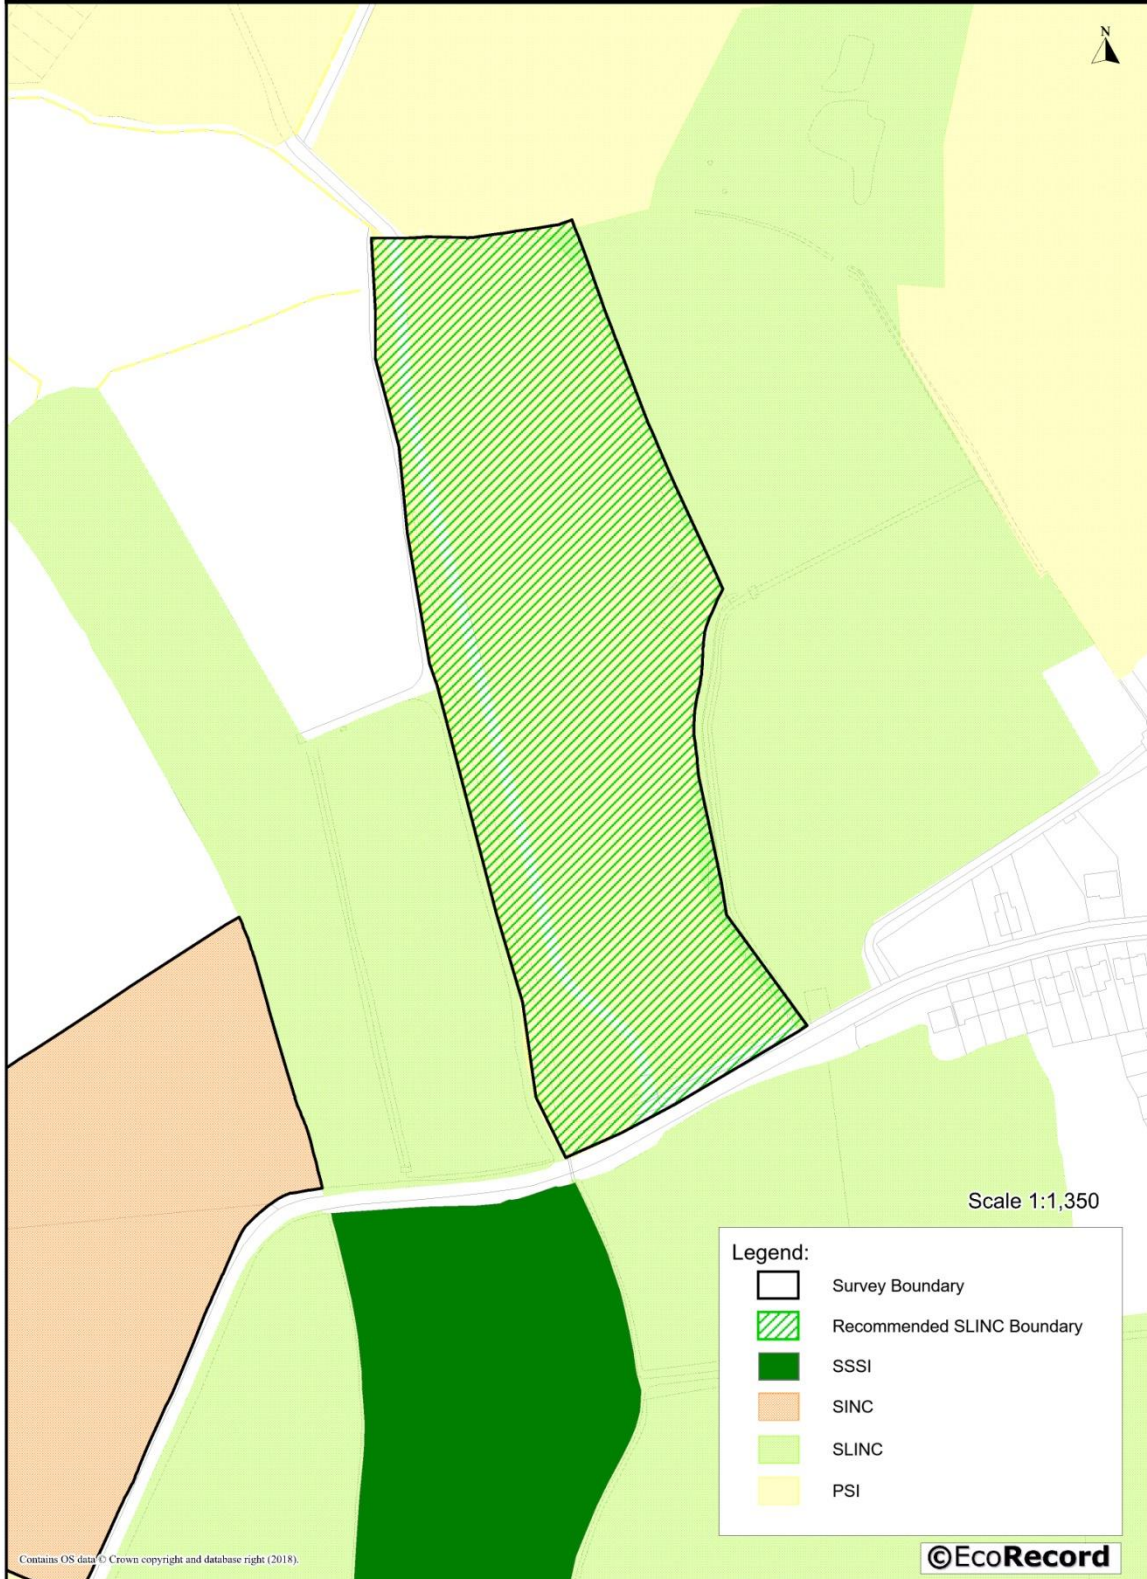 N
Scale 1:1,350
Legend:
Survey Boundary
Recommended SLINC Boundary
SSSI
SINC
SLINC
PSI
Contains OS data © Crown copyright and database right (2018).
©EcoRecord